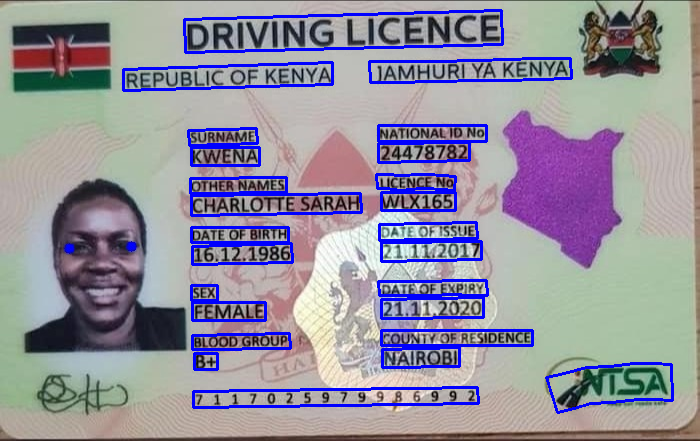 DRIVING LICENCE
REPUBLIC OF KENYA JAMHURI YA KENYA
SURNAME
KWENA
NATIONAL ID No
24478782
OTHER NAMES
CHARLOTTE SARAH
LICENCE No
WLX165
DATE OF BIRTH
16.12.1986
DATE OF ISSUE
21.11.2017
SEX
FEMALE
DATE OF EXPIRY
21.11.2020
BLOOD GROUP
B+
COUNTY OF RESIDENCE
NAIROBI
7 1 1 7 0 2 5 9 7 9 9 8 6 9 9 2
NTSA